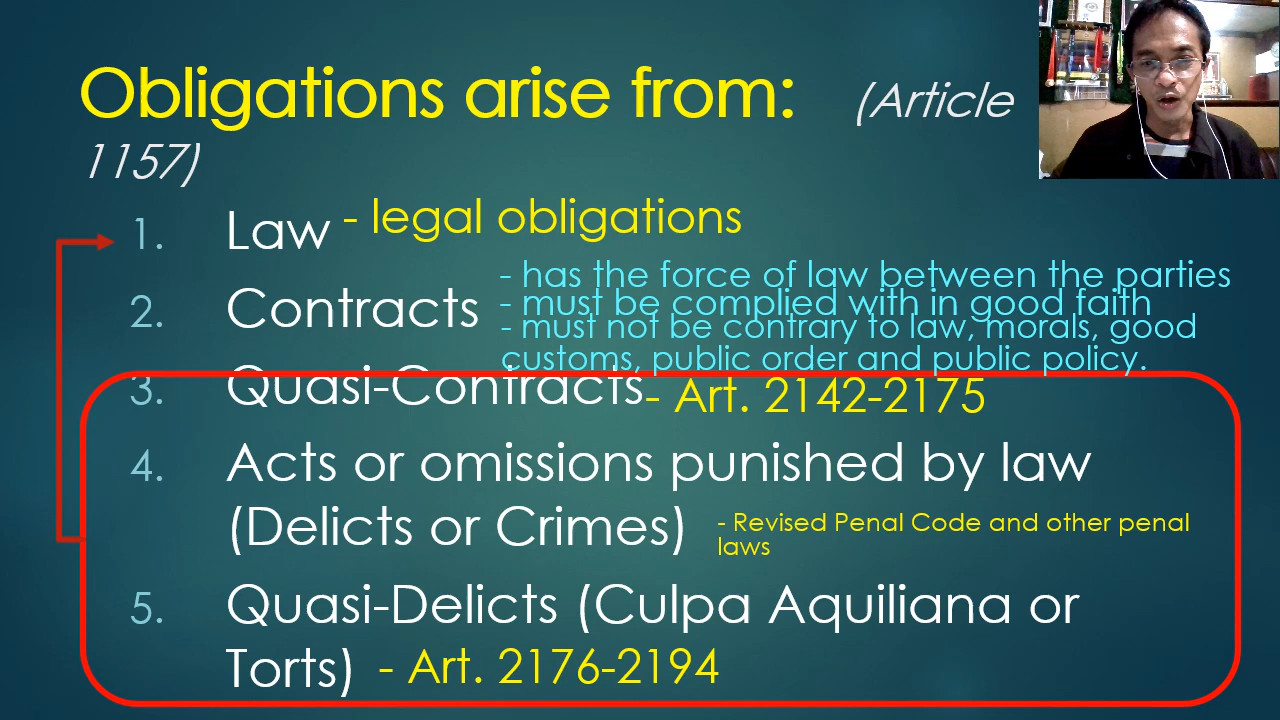 Obligations arise from: (Article
1157)
1. Law - legal obligations
- has the force of law between the parties
2. Contracts - must be complied with in good faith
- must not be contrary to law, morals, good
customs, public order and public policy.
3. Quasi-Contracts - Art. 2142-2175
4. Acts or omissions punished by law
(Delicts or Crimes) - Revised Penal Code and other penal
laws
5. Quasi-Delicts (Culpa Aquiliana or
Torts) - Art. 2176-2194